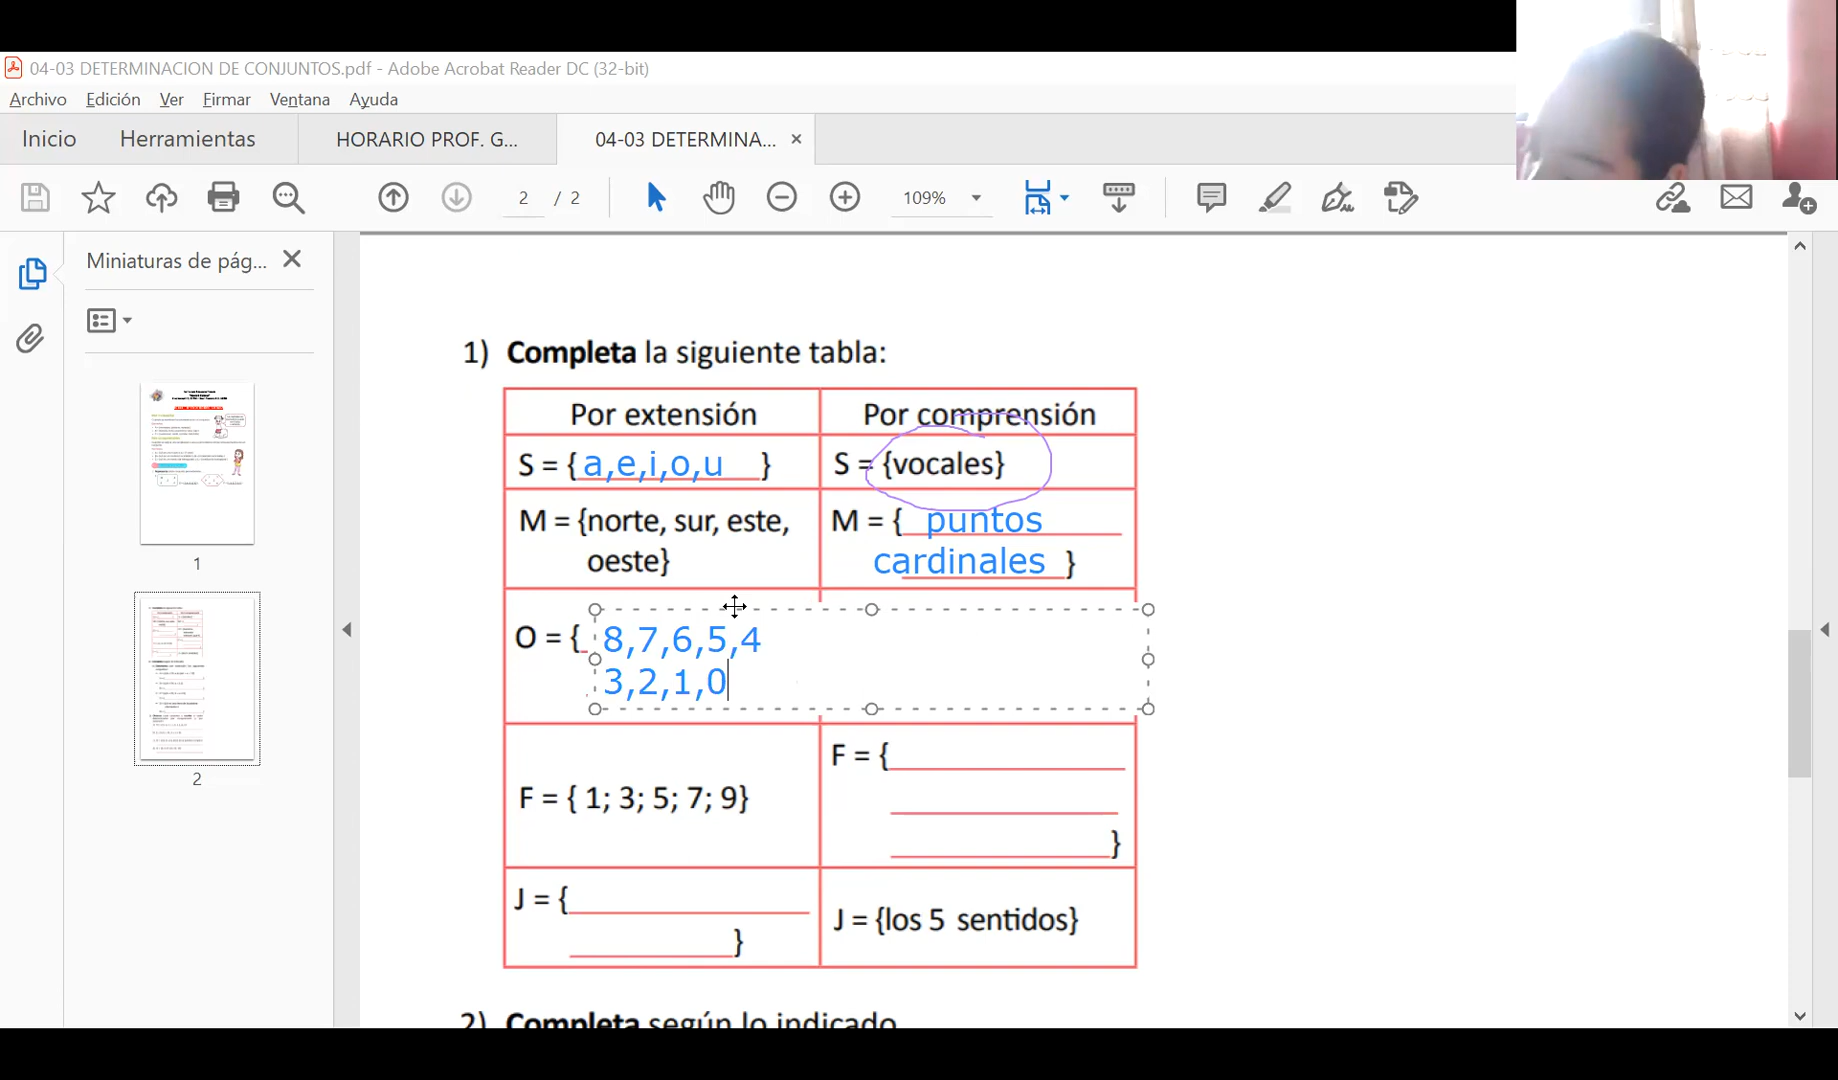 04-03 DETERMINACION DE CONJUNTOS.pdf - Adobe Acrobat Reader DC (32-bit)
Archivo Edición Ver Firmar Ventana Ayuda
Inicio Herramientas HORARIO PROF. G... 04-03 DETERMINA... ×
2 / 2 109%
Miniaturas de pág...
1
2
1) Completa la siguiente tabla:
Por extensión Por comprensión
S = { a,e,i,o,u } S = {vocales}
M = {norte, sur, este, M = { puntos
oeste} cardinales }
O = { 8,7,6,5,4
3,2,1,0
F = { 1; 3; 5; 7; 9} F = {
}
J = { J = {los 5 sentidos}
}
2) Completa según lo indicado